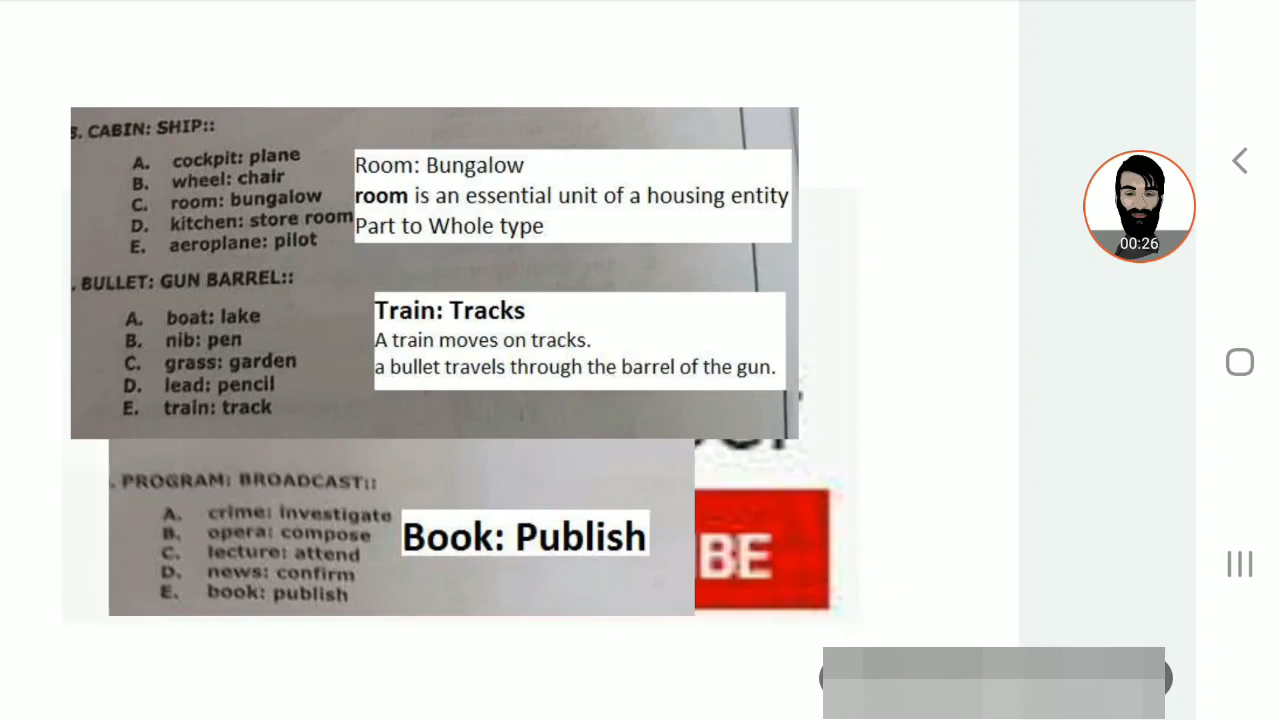 3. CABIN: SHIP::
A. cockpit: plane
B. wheel: chair
C. room: bungalow
D. kitchen: store room
E. aeroplane: pilot
Room: Bungalow
room is an essential unit of a housing entity
Part to Whole type
. BULLET: GUN BARREL::
A. boat: lake
B. nib: pen
C. grass: garden
D. lead: pencil
E. train: track
Train: Tracks
A train moves on tracks.
a bullet travels through the barrel of the gun.
. PROGRAM: BROADCAST::
A. crime: investigate
B. opera: compose
C. lecture: attend
D. news: confirm
E. book: publish
Book: Publish
BE
00:26